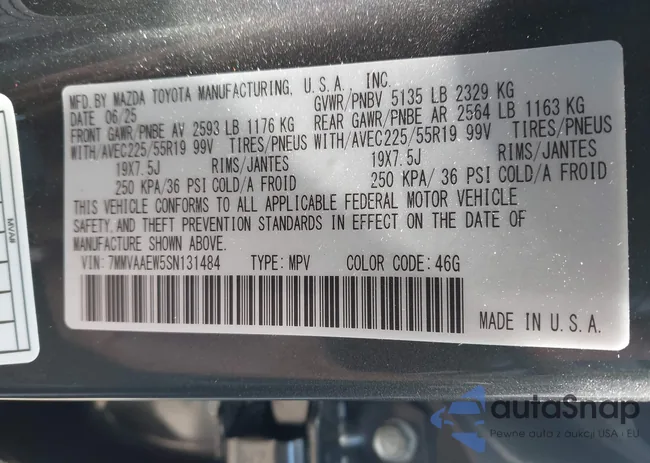 MFD. BY MAZDA TOYOTA MANUFACTURING, U.S.A., INC.
DATE 06/25 GVWR/PNBV 5135 LB 2329 KG
FRONT GAWR/PNBE AV 2593 LB 1176 KG REAR GAWR/PNBE AR 2564 LB 1163 KG
WITH/AVEC225/55R19 99V TIRES/PNEUS WITH/AVEC225/55R19 99V TIRES/PNEUS
19X7.5J RIMS/JANTES 19X7.5J RIMS/JANTES
250 KPA/36 PSI COLD/A FROID 250 KPA/36 PSI COLD/A FROID
THIS VEHICLE CONFORMS TO ALL APPLICABLE FEDERAL MOTOR VEHICLE
SAFETY, AND THEFT PREVENTION STANDARDS IN EFFECT ON THE DATE OF
MANUFACTURE SHOWN ABOVE.
VIN: 7MMVAAEW5SN131484 TYPE: MPV COLOR CODE: 46G
MADE IN U.S.A.
MVAB
autaSnap
Pewne auta z aukcji USA i EU